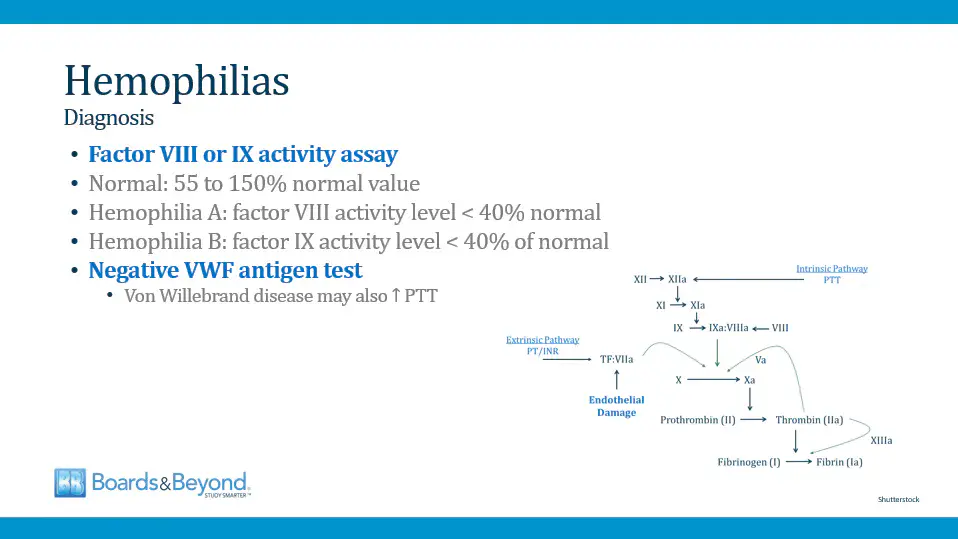 Hemophilias
Diagnosis
• Factor VIII or IX activity assay
• Normal: 55 to 150% normal value
• Hemophilia A: factor VIII activity level < 40% normal
• Hemophilia B: factor IX activity level < 40% of normal
• Negative VWF antigen test
• Von Willebrand disease may also ↑ PTT
Intrinsic Pathway
PTT
XII XIIa
XI XIa
IX IXa:VIIIa VIII
Extrinsic Pathway
PT/INR
TF:VIIa
Va
X Xa
Endothelial
Damage
Prothrombin (II) Thrombin (IIa)
XIIIa
Fibrinogen (I) Fibrin (Ia)
Boards&Beyond™
STUDY SMARTER
Shutterstock